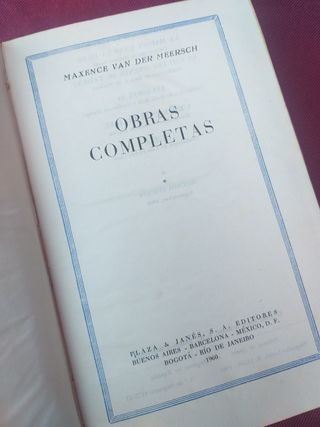 MAXENCE VAN DER MEERSCH
OBRAS
COMPLETAS
PLAZA & JANÉS, S. A. EDITORES
BUENOS AIRES - BARCELONA - MÉXICO, D. F.
BOGOTÁ - RÍO DE JANEIRO
1960